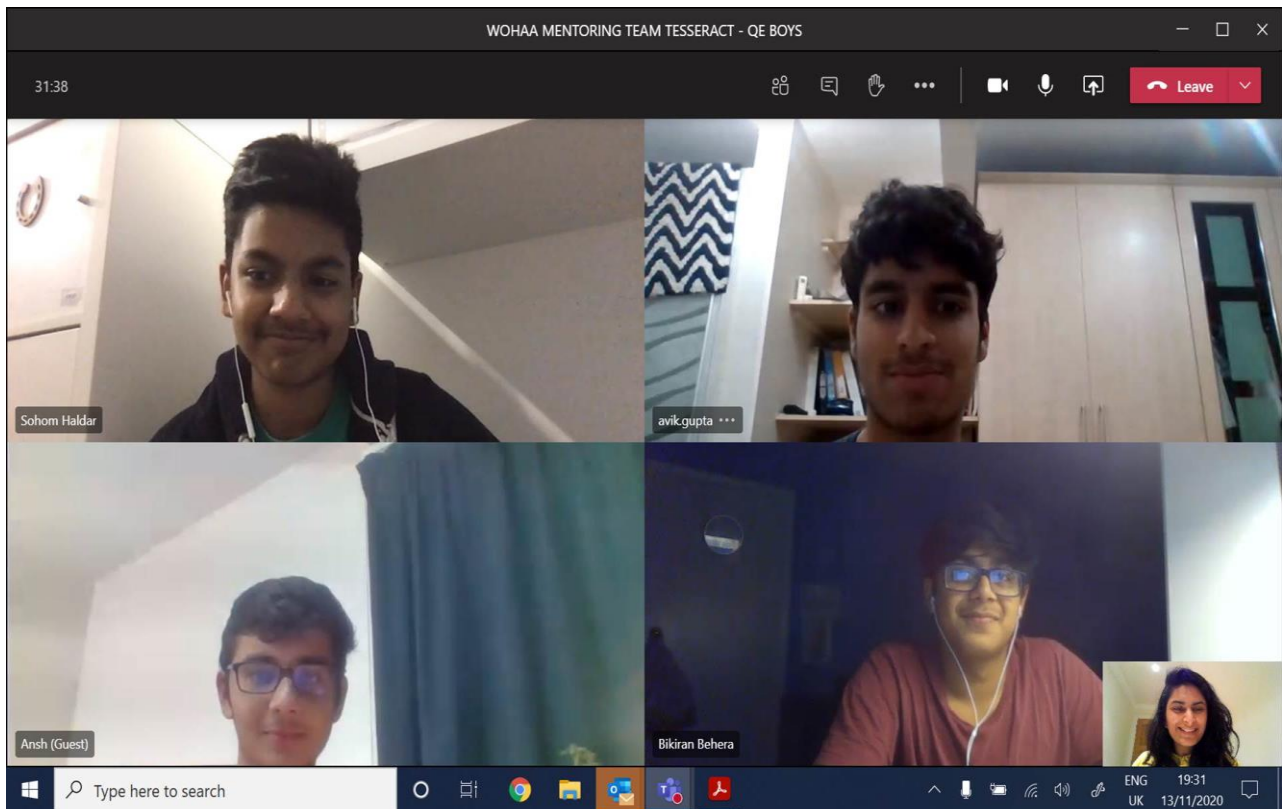 WOHAA MENTORING TEAM TESSERACT - QE BOYS
31:38
Leave
Sohom Haldar
avik.gupta
Ansh (Guest)
Bikiran Behera
Type here to search
ENG
UK
19:31
13/11/2020